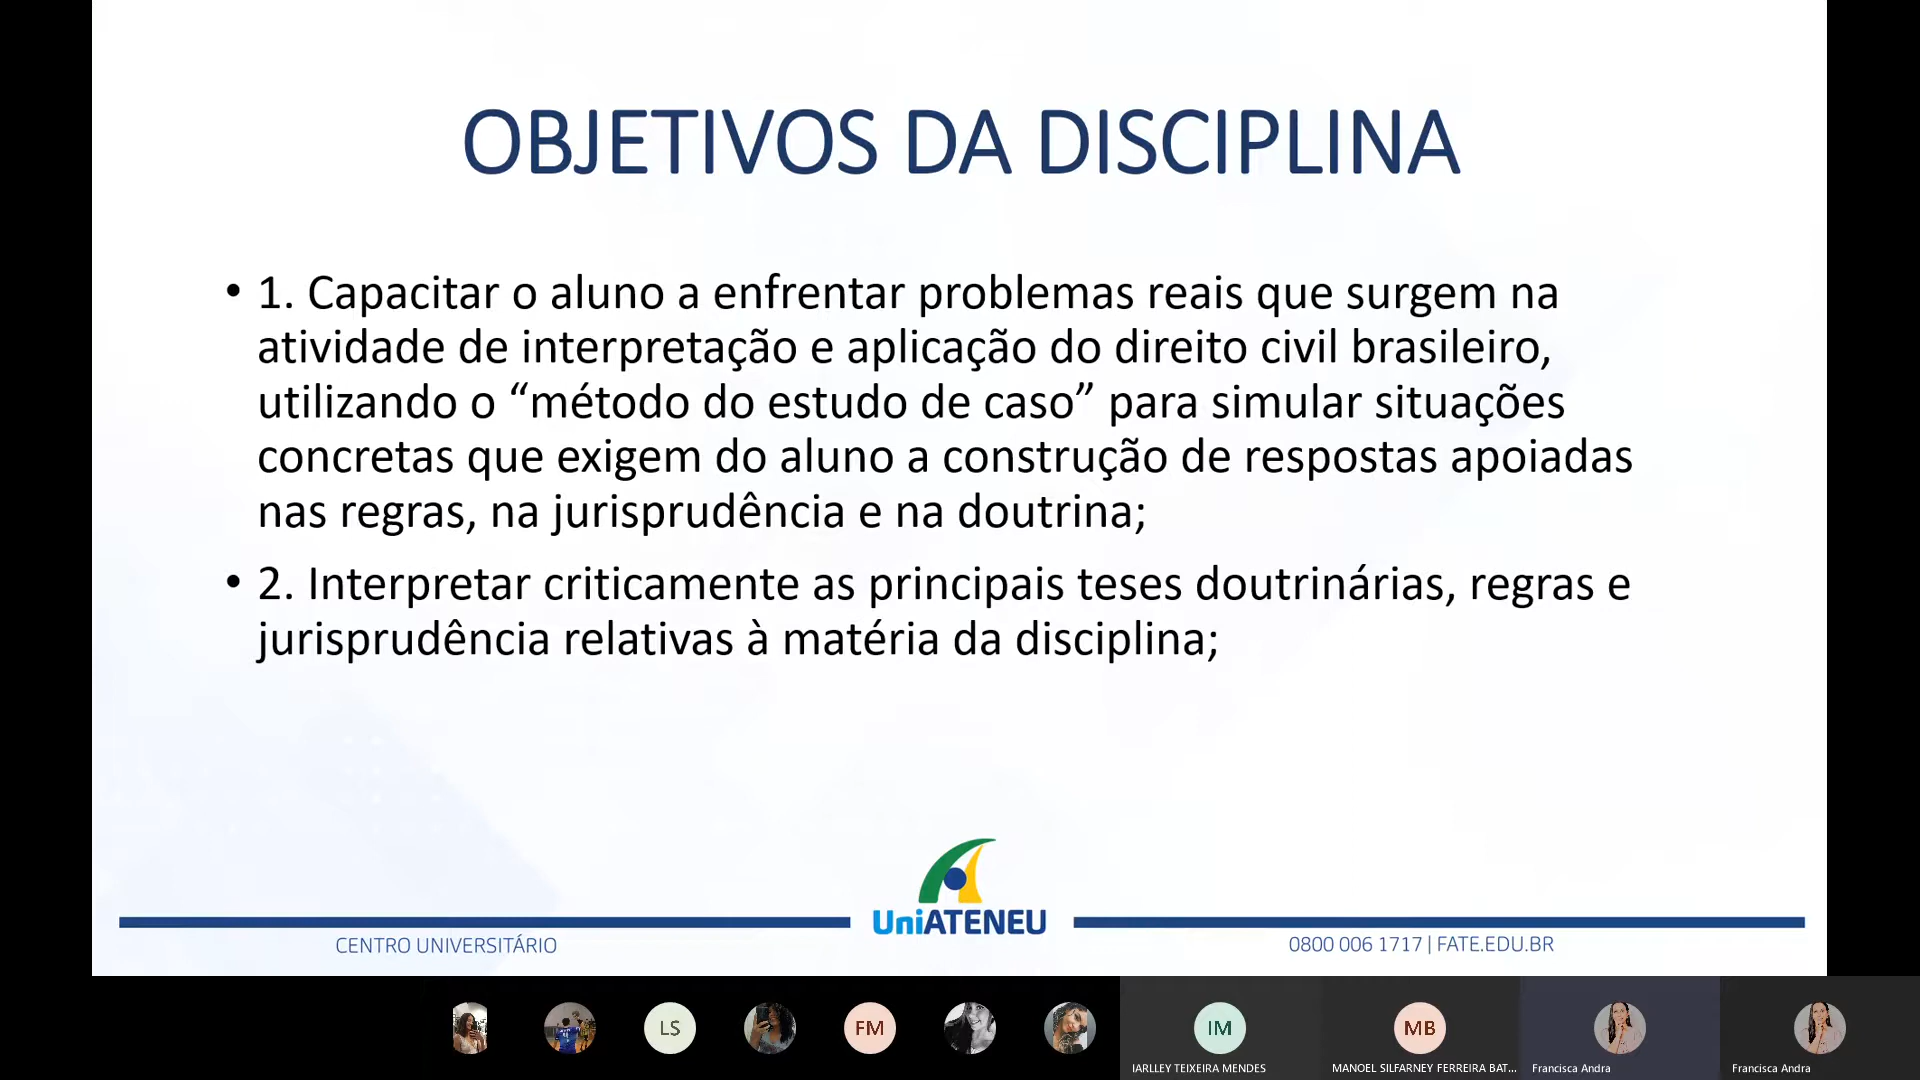 OBJETIVOS DA DISCIPLINA
• 1. Capacitar o aluno a enfrentar problemas reais que surgem na
atividade de interpretação e aplicação do direito civil brasileiro,
utilizando o “método do estudo de caso” para simular situações
concretas que exigem do aluno a construção de respostas apoiadas
nas regras, na jurisprudência e na doutrina;
• 2. Interpretar criticamente as principais teses doutrinárias, regras e
jurisprudência relativas à matéria da disciplina;
UniATENEU
CENTRO UNIVERSITÁRIO
0800 006 1717 | FATE.EDU.BR
LS
FM
IM
MB
IARLLEY TEIXEIRA MENDES
MANOEL SILFARNEY FERREIRA BAT...
Francisca Andra
Francisca Andra